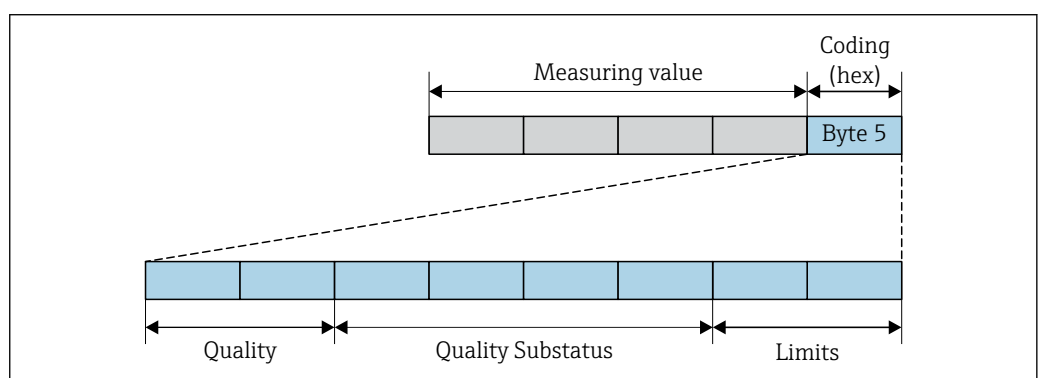 Coding
(hex)
Measuring value
Byte 5
Quality
Quality Substatus
Limits